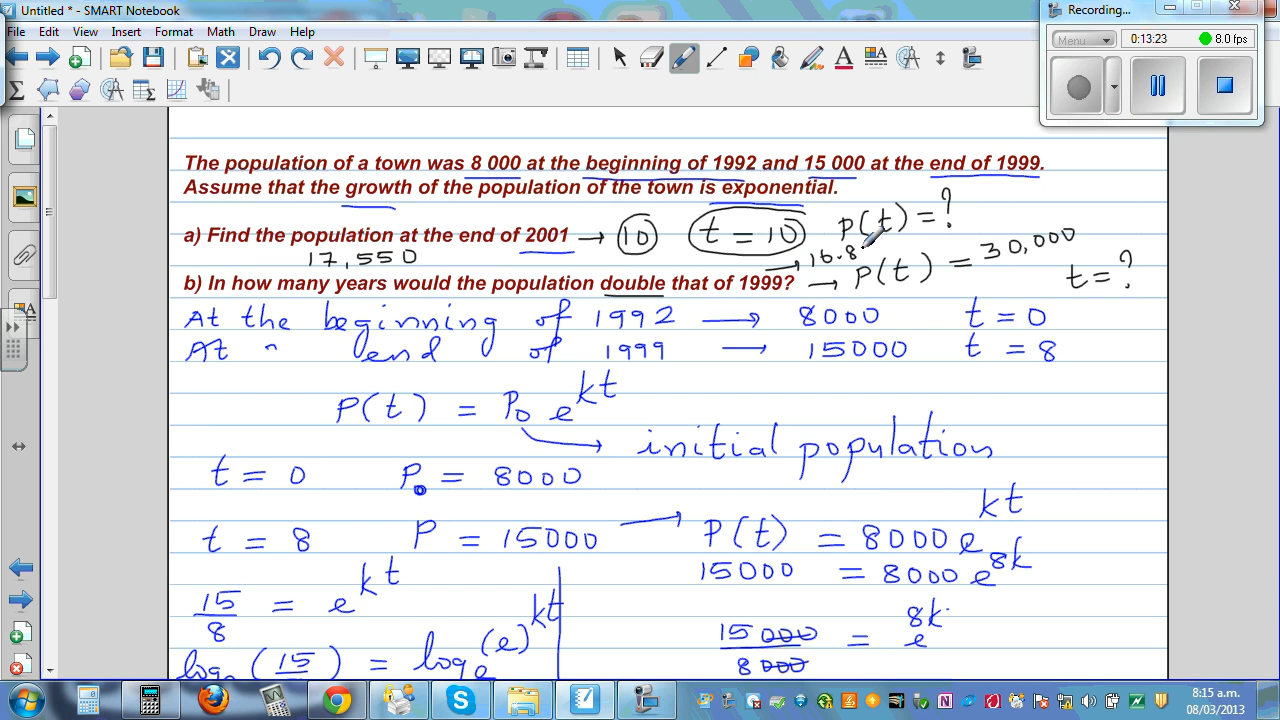 Untitled * - SMART Notebook
Recording...
File Edit View Insert Format Math Draw Help
Menu 0:13:23 8.0 fps
The population of a town was 8 000 at the beginning of 1992 and 15 000 at the end of 1999.
Assume that the growth of the population of the town is exponential.
a) Find the population at the end of 2001 → 10 t = 10 P(t) = ?
17,550 → 16.8
b) In how many years would the population double that of 1999? → P(t) = 30,000 t = ?
At the beginning of 1992 → 8000 t = 0
At " end of 1999 → 15000 t = 8
P(t) = P₀ e^kt
→ initial population
t = 0 P₀ = 8000
t = 8 P = 15000 → P(t) = 8000 e^kt
15000 = 8000 e^8k
15/8 = e^kt
15000/8000 = e^8k
log (15 ) = log_e (e)^kt
8:15 a.m.
08/03/2013